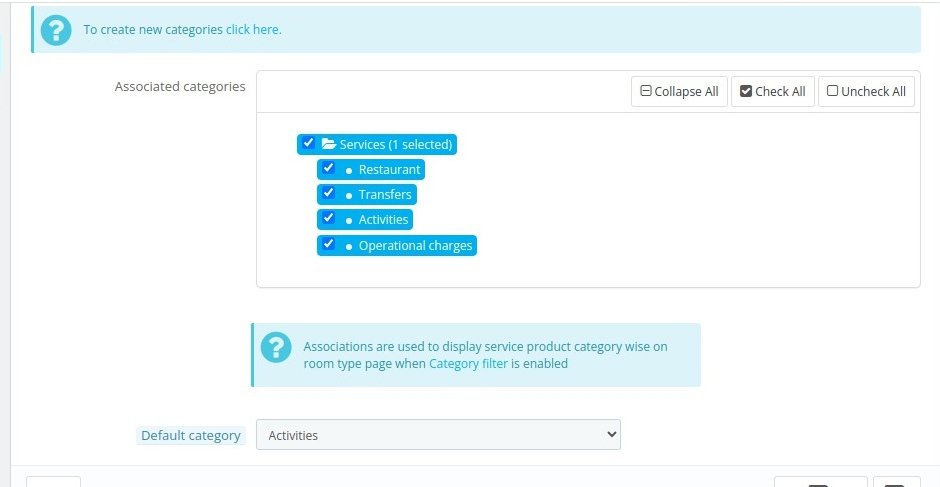 To create new categories click here.
Associated categories
Collapse All
Check All
Uncheck All
Services (1 selected)
Restaurant
Transfers
Activities
Operational charges
Associations are used to display service product category wise on
room type page when Category filter is enabled
Default category
Activities